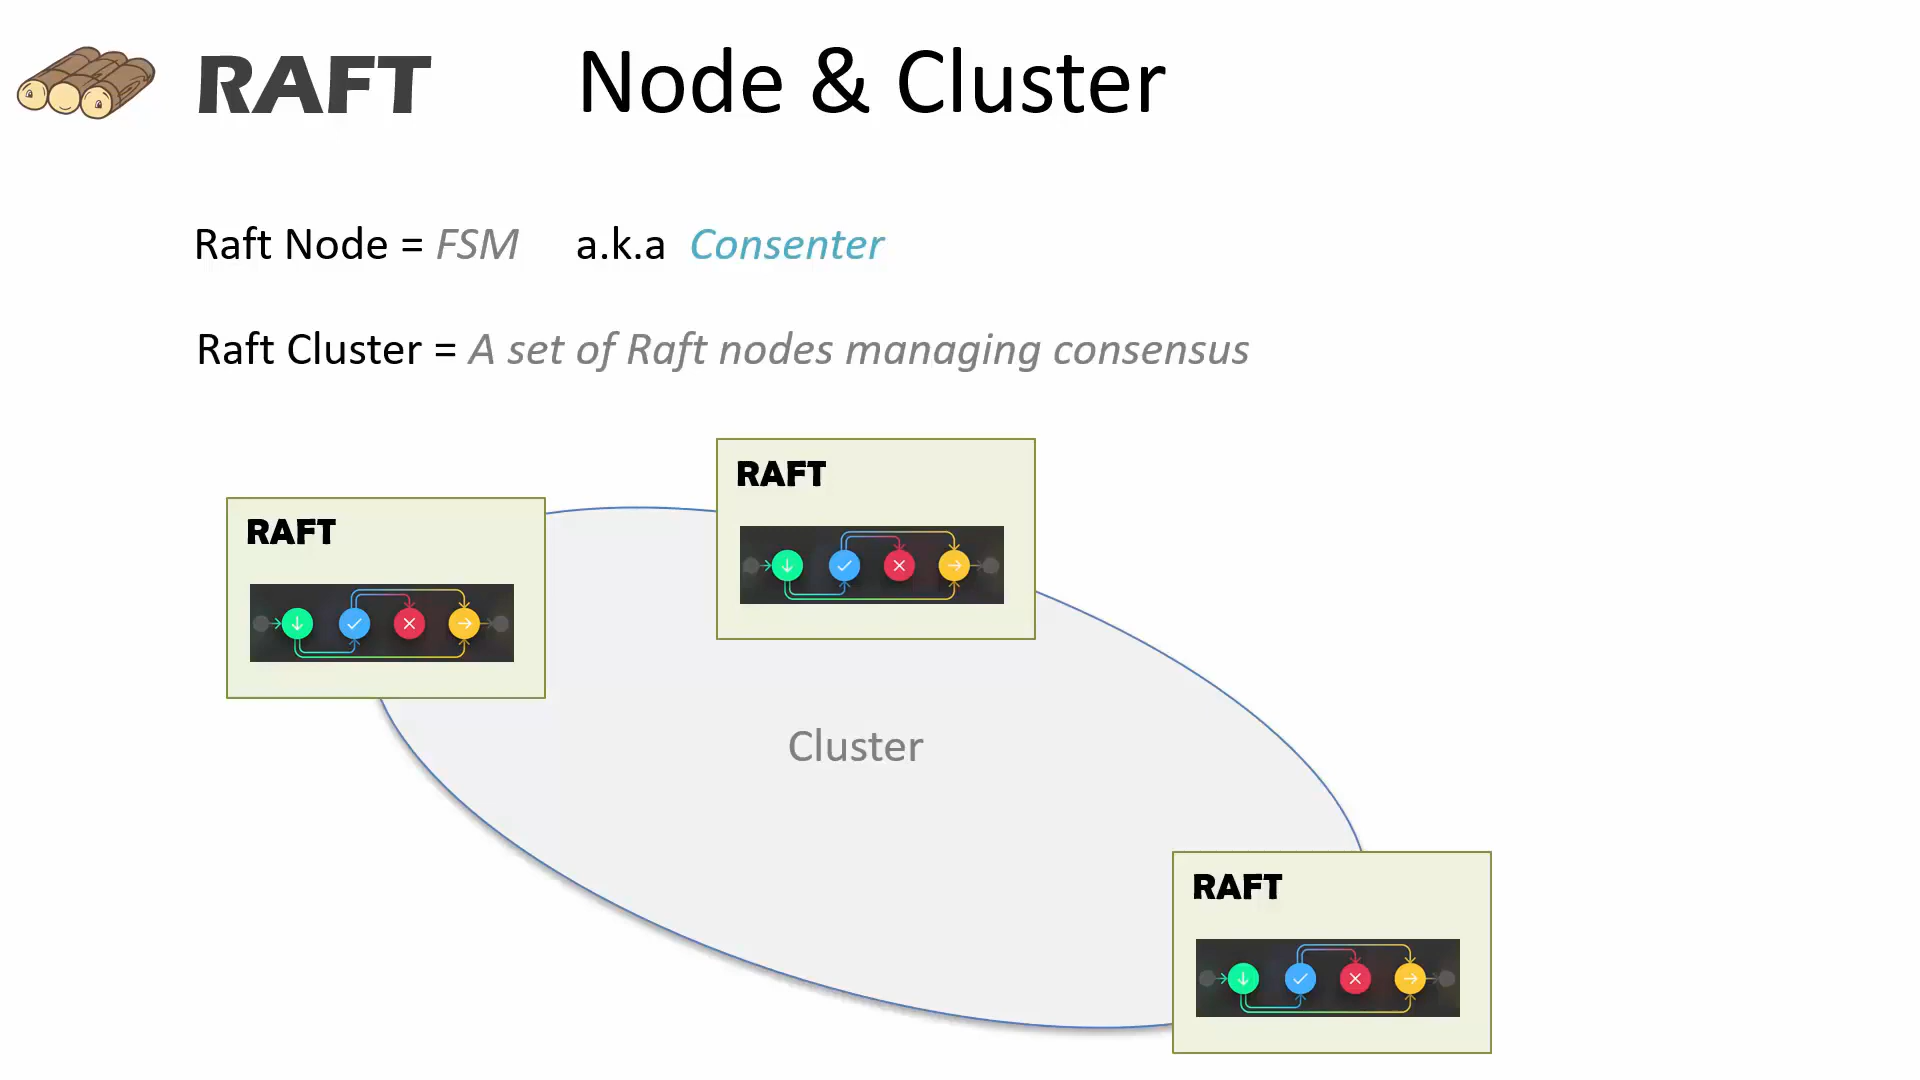 RAFT Node & Cluster
Raft Node = FSM a.k.a Consenter
Raft Cluster = A set of Raft nodes managing consensus
RAFT
RAFT
Cluster
RAFT